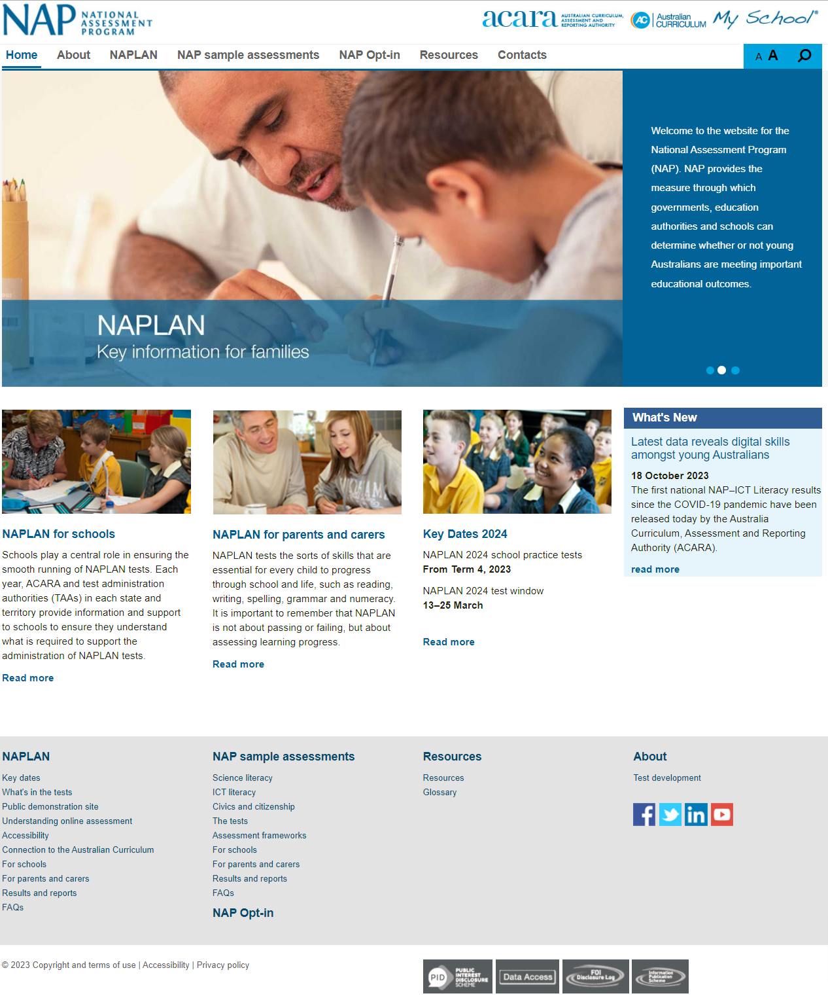 NAP NATIONAL ASSESSMENT PROGRAM
acara AUSTRALIAN CURRICULUM, ASSESSMENT AND REPORTING AUTHORITY
AC Australian CURRICULUM
My School
Home About NAPLAN NAP sample assessments NAP Opt-in Resources Contacts
A A
Welcome to the website for the
National Assessment Program
(NAP). NAP provides the
measure through which
governments, education
authorities and schools can
determine whether or not young
Australians are meeting important
educational outcomes.
NAPLAN
Key information for families
NAPLAN for schools
Schools play a central role in ensuring the
smooth running of NAPLAN tests. Each
year, ACARA and test administration
authorities (TAAs) in each state and
territory provide information and support
to schools to ensure they understand
what is required to support the
administration of NAPLAN tests.
Read more
NAPLAN for parents and carers
NAPLAN tests the sorts of skills that are
essential for every child to progress
through school and life, such as reading,
writing, spelling, grammar and numeracy.
It is important to remember that NAPLAN
is not about passing or failing, but about
assessing learning progress.
Read more
Key Dates 2024
NAPLAN 2024 school practice tests
From Term 4, 2023
NAPLAN 2024 test window
13–25 March
Read more
What's New
Latest data reveals digital skills
amongst young Australians
18 October 2023
The first national NAP–ICT Literacy results
since the COVID-19 pandemic have been
released today by the Australia
Curriculum, Assessment and Reporting
Authority (ACARA).
read more
NAPLAN
Key dates
What's in the tests
Public demonstration site
Understanding online assessment
Accessibility
Connection to the Australian Curriculum
For schools
For parents and carers
Results and reports
FAQs
NAP sample assessments
Science literacy
ICT literacy
Civics and citizenship
The tests
Assessment frameworks
For schools
For parents and carers
Results and reports
FAQs
NAP Opt-in
Resources
Resources
Glossary
About
Test development
© 2023 Copyright and terms of use | Accessibility | Privacy policy
PID PUBLIC INTEREST DISCLOSURE SCHEME
Data Access
FOI Disclosure Log
Information Publication Scheme